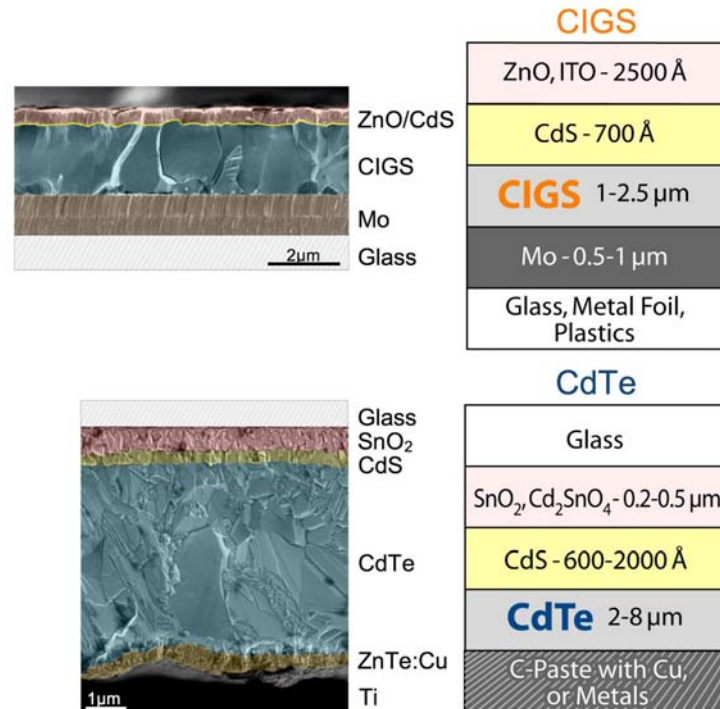 ZnO/CdS
CIGS
Mo
Glass
2μm
CIGS
ZnO, ITO - 2500 Å
CdS - 700 Å
CIGS 1-2.5 μm
Mo - 0.5-1 μm
Glass, Metal Foil,
Plastics
Glass
SnO₂
CdS
CdTe
ZnTe:Cu
Ti
1μm
CdTe
Glass
SnO₂, Cd₂SnO₄ - 0.2-0.5 μm
CdS - 600-2000 Å
CdTe 2-8 μm
C-Paste with Cu,
or Metals